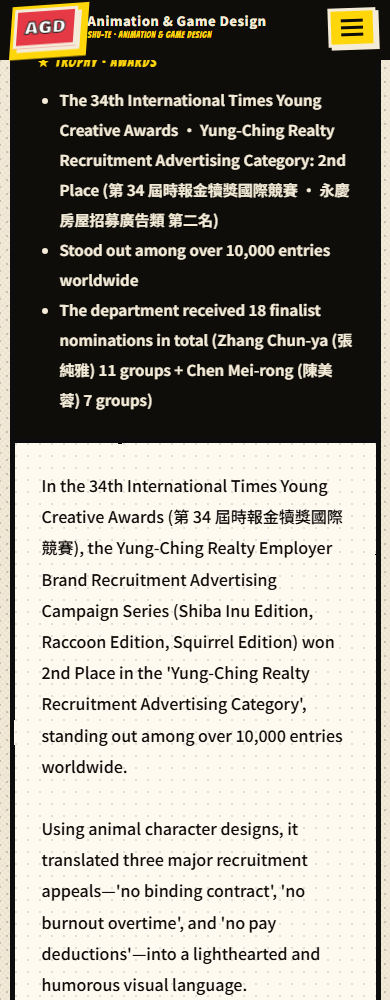 AGD
Animation & Game Design
SHU-TE • ANIMATION & GAME DESIGN
★ TROPHY • AWARDS
• The 34th International Times Young
Creative Awards • Yung-Ching Realty
Recruitment Advertising Category: 2nd
Place (第 34 屆時報金犢獎國際競賽 • 永慶
房屋招募廣告類 第二名)
• Stood out among over 10,000 entries
worldwide
• The department received 18 finalist
nominations in total (Zhang Chun-ya (張
純雅) 11 groups + Chen Mei-rong (陳美
蓉) 7 groups)
In the 34th International Times Young
Creative Awards (第 34 屆時報金犢獎國際
競賽), the Yung-Ching Realty Employer
Brand Recruitment Advertising
Campaign Series (Shiba Inu Edition,
Raccoon Edition, Squirrel Edition) won
2nd Place in the 'Yung-Ching Realty
Recruitment Advertising Category',
standing out among over 10,000 entries
worldwide.
Using animal character designs, it
translated three major recruitment
appeals—'no binding contract', 'no
burnout overtime', and 'no pay
deductions'—into a lighthearted and
humorous visual language.